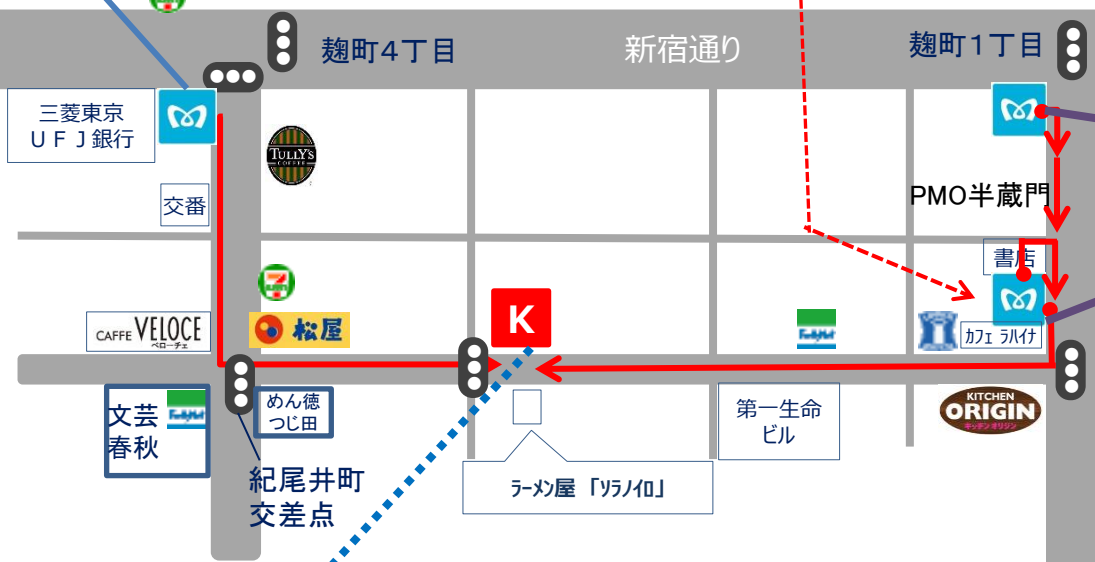 麹町4丁目
新宿通り
麹町1丁目
三菱東京
UFJ銀行
TULLY'S
COFFEE
交番
PMO半蔵門
書店
CAFFE VELOCE
ベローチェ
松屋
K
FamilyMart
カフェ ラハイナ
文芸
春秋
FamilyMart
めん徳
つじ田
第一生命
ビル
KITCHEN
ORIGIN
キッチンオリジン
紀尾井町
交差点
ラーメン屋 「ソラノイロ」